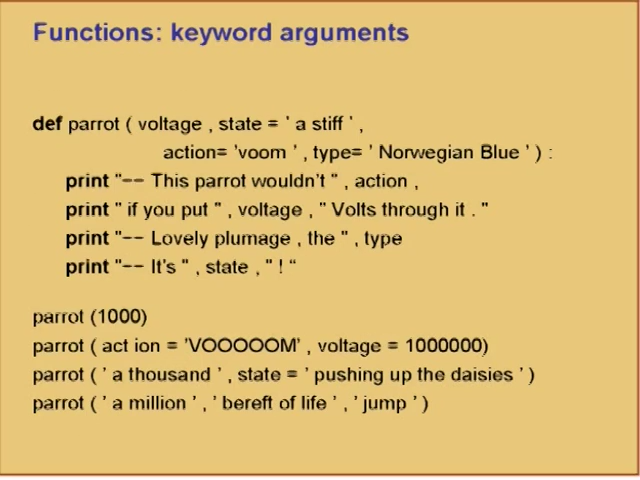 Functions: keyword arguments
def parrot ( voltage , state = ' a stiff ' ,
action= 'voom ' , type= ' Norwegian Blue ' ) :
print "−− This parrot wouldn't " , action ,
print " if you put " , voltage , " Volts through it . "
print "−− Lovely plumage , the " , type
print "−− It's " , state , " ! “
parrot (1000)
parrot ( act ion = 'VOOOOOM' , voltage = 1000000)
parrot ( ' a thousand ' , state = ' pushing up the daisies ' )
parrot ( ' a million ' , ' bereft of life ' , ' jump ' )